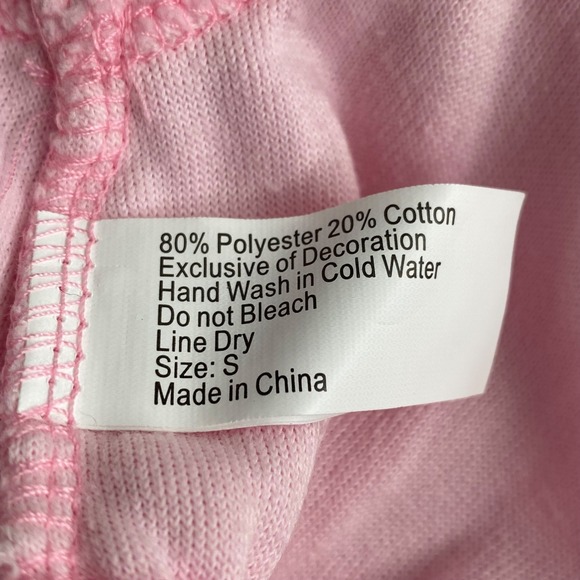 80% Polyester 20% Cotton
Exclusive of Decoration
Hand Wash in Cold Water
Do not Bleach
Line Dry
Size: S
Made in China